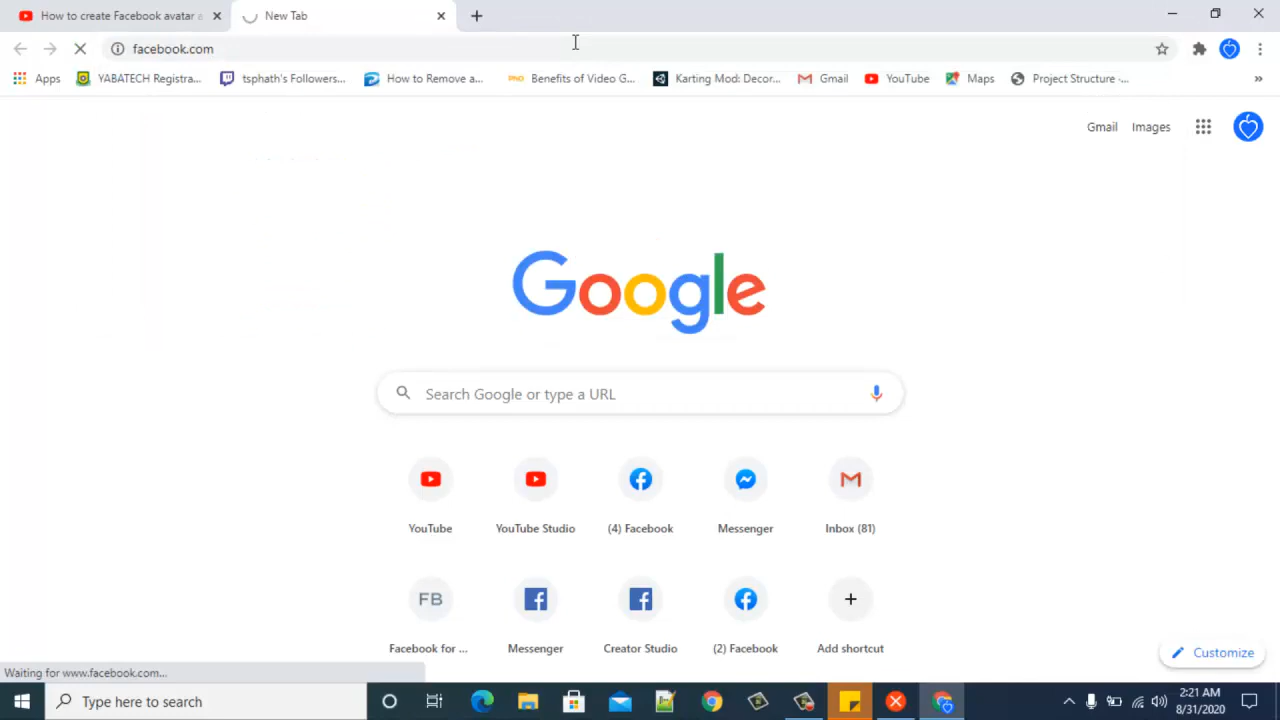 How to create Facebook avatar a
New Tab
facebook.com
Apps
YABATECH Registra...
tsphath's Followers...
How to Remove a...
Benefits of Video G...
Karting Mod: Decor...
Gmail
YouTube
Maps
Project Structure -...
»
Gmail
Images
Google
Search Google or type a URL
YouTube
YouTube Studio
(4) Facebook
Messenger
Inbox (81)
FB
Facebook for ...
Messenger
Creator Studio
(2) Facebook
Add shortcut
Customize
Waiting for www.facebook.com...
Type here to search
2:21 AM
8/31/2020